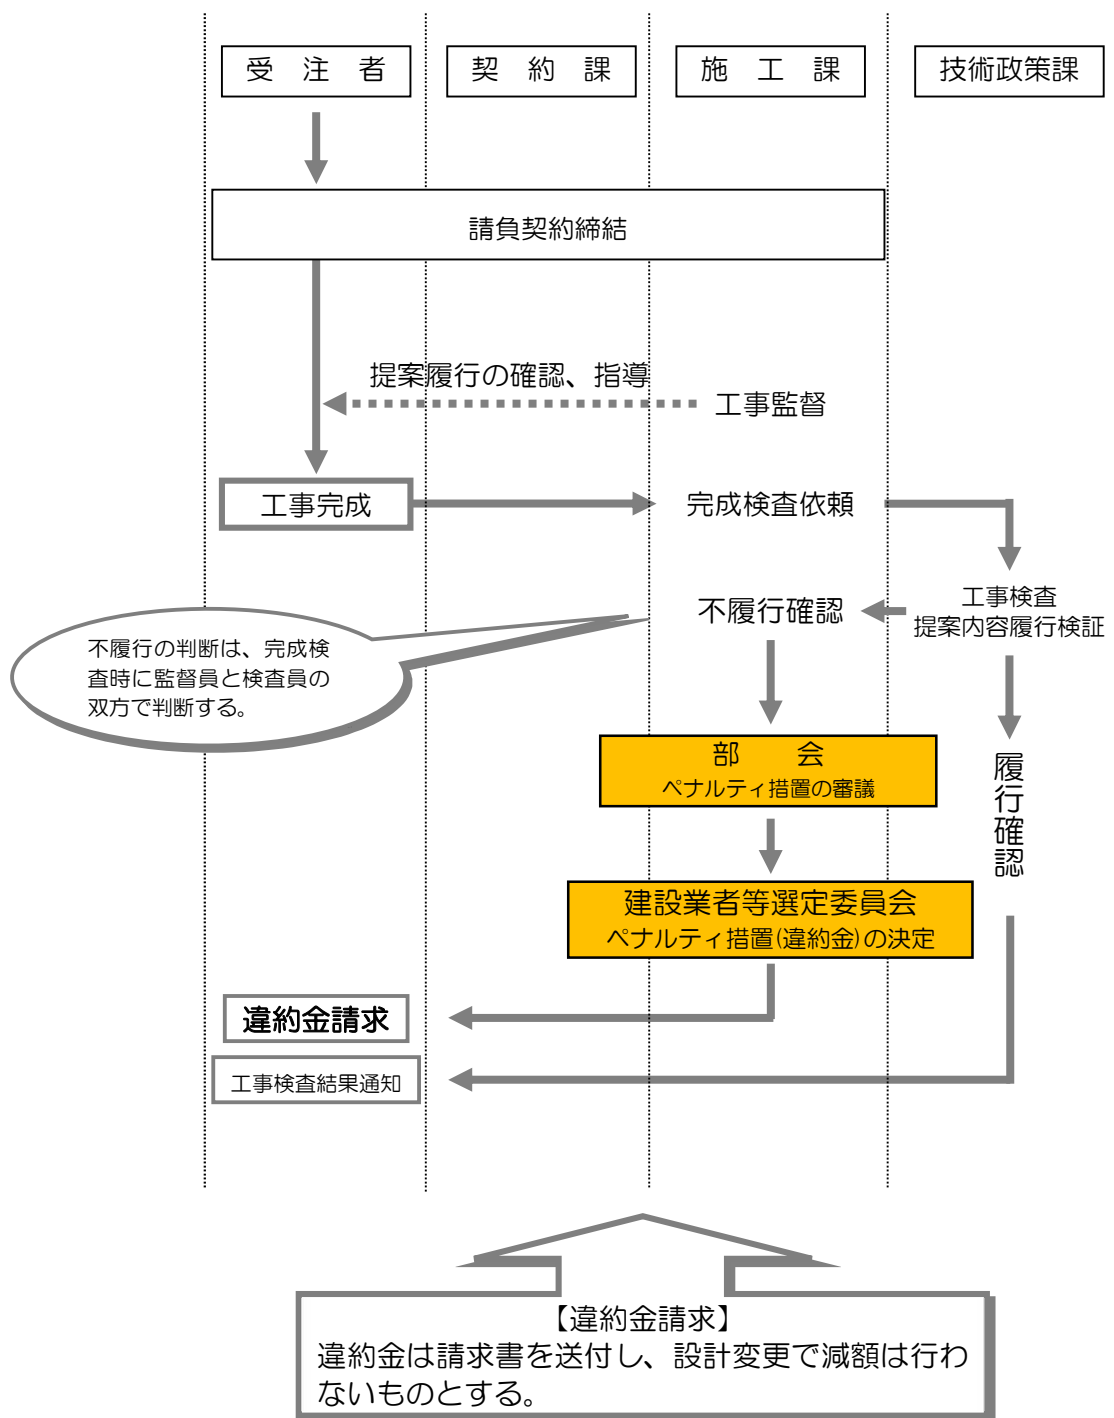 受　注　者
契　約　課
施　工　課
技術政策課
請負契約締結
提案履行の確認、指導
工事監督
工事完成
完成検査依頼
工事検査
提案内容履行検証
不履行確認
不履行の判断は、完成検
査時に監督員と検査員の
双方で判断する。
部　　会
ペナルティ措置の審議
履行確認
建設業者等選定委員会
ペナルティ措置(違約金)の決定
違約金請求
工事検査結果通知
【違約金請求】
違約金は請求書を送付し、設計変更で減額は行わ
ないものとする。